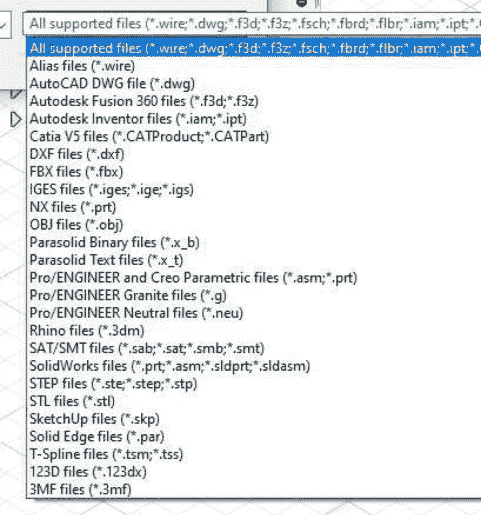 All supported files (*.wire;*.dwg;*.f3d;*.f3z;*.fsch;*.fbrd;*.flbr;*.iam;*.ipt;*.
All supported files (*.wire;*.dwg;*.f3d;*.f3z;*.fsch;*.fbrd;*.flbr;*.iam;*.ipt;*.
Alias files (*.wire)
AutoCAD DWG file (*.dwg)
Autodesk Fusion 360 files (*.f3d;*.f3z)
Autodesk Inventor files (*.iam;*.ipt)
Catia V5 files (*.CATProduct;*.CATPart)
DXF files (*.dxf)
FBX files (*.fbx)
IGES files (*.iges;*.ige;*.igs)
NX files (*.prt)
OBJ files (*.obj)
Parasolid Binary files (*.x_b)
Parasolid Text files (*.x_t)
Pro/ENGINEER and Creo Parametric files (*.asm;*.prt)
Pro/ENGINEER Granite files (*.g)
Pro/ENGINEER Neutral files (*.neu)
Rhino files (*.3dm)
SAT/SMT files (*.sab;*.sat;*.smb;*.smt)
SolidWorks files (*.prt;*.asm;*.sldprt;*.sldasm)
STEP files (*.ste;*.step;*.stp)
STL files (*.stl)
SketchUp files (*.skp)
Solid Edge files (*.par)
T-Spline files (*.tsm;*.tss)
123D files (*.123dx)
3MF files (*.3mf)